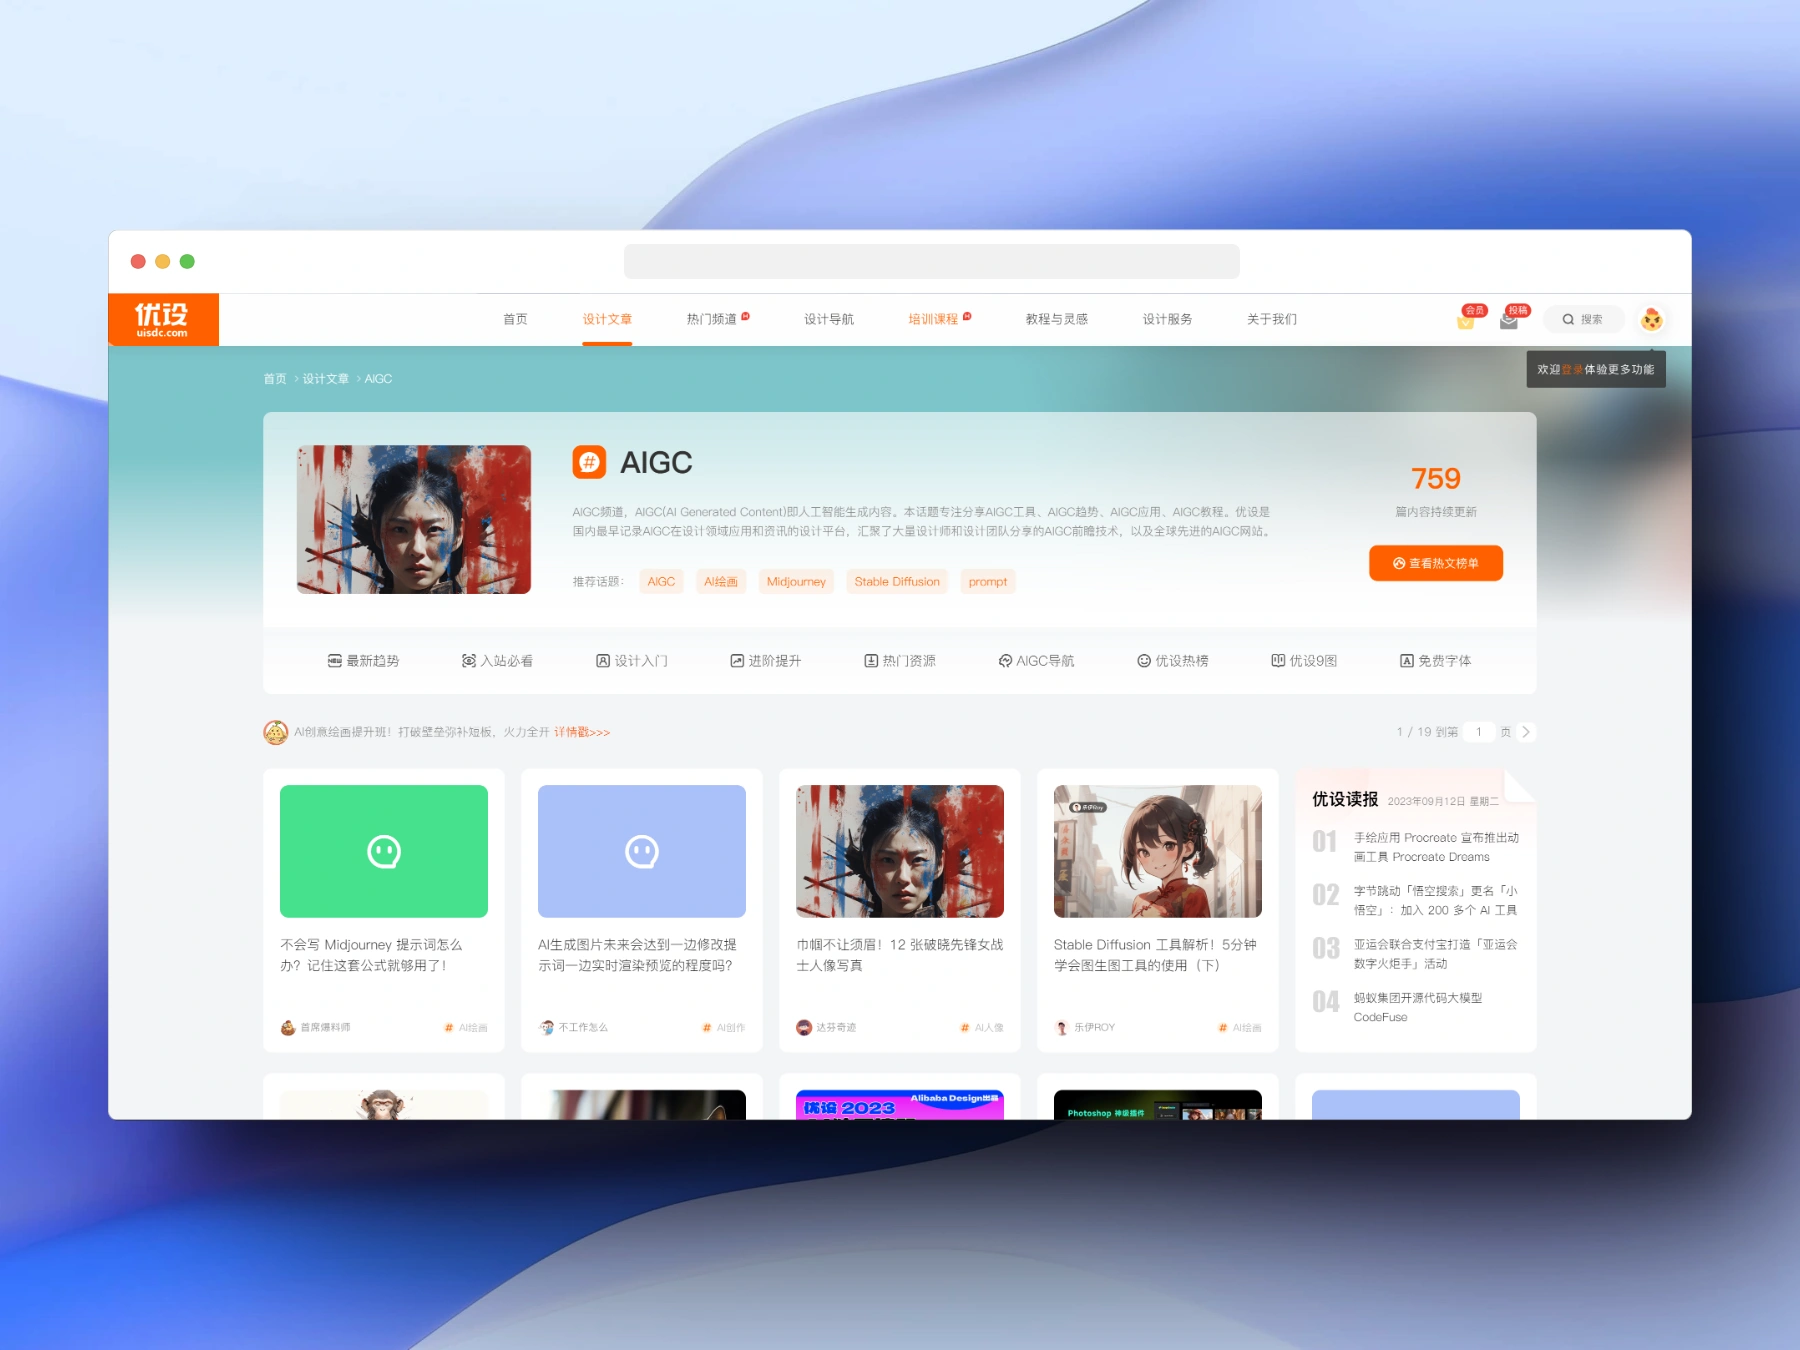 优设
uisdc.com
首页
设计文章
热门频道
设计导航
培训课程
教程与灵感
设计服务
关于我们
会员
投稿
搜索
欢迎登录体验更多功能
首页 > 设计文章 > AIGC
AIGC
AIGC频道，AIGC(AI Generated Content)即人工智能生成内容。本话题专注分享AIGC工具、AIGC趋势、AIGC应用、AIGC教程。优设是
国内最早记录AIGC在设计领域应用和资讯的设计平台，汇聚了大量设计师和设计团队分享的AIGC前瞻技术，以及全球先进的AIGC网站。
推荐话题：
AIGC
AI绘画
Midjourney
Stable Diffusion
prompt
759
篇内容持续更新
查看热文榜单
最新趋势
入站必看
设计入门
进阶提升
热门资源
AIGC导航
优设热榜
优设9图
免费字体
AI创意绘画提升班！打破壁垒弥补短板，火力全开 详情戳>>>
1 / 19 到第 1 页
不会写 Midjourney 提示词怎么
办？记住这套公式就够用了！
首席爆料师
# AI绘画
AI生成图片未来会达到一边修改提
示词一边实时渲染预览的程度吗?
不工作怎么
# AI创作
巾帼不让须眉！12 张破晓先锋女战
士人像写真
达芬奇迹
# AI人像
Stable Diffusion 工具解析！5分钟
学会图生图工具的使用（下）
乐伊ROY
# AI绘画
优设读报 2023年09月12日 星期二
01
手绘应用 Procreate 宣布推出动
画工具 Procreate Dreams
02
字节跳动「悟空搜索」更名「小
悟空」：加入 200 多个 AI 工具
03
亚运会联合支付宝打造「亚运会
数字火炬手」活动
04
蚂蚁集团开源代码大模型
CodeFuse
Alibaba Design出品
优设 2023
Photoshop 神级插件